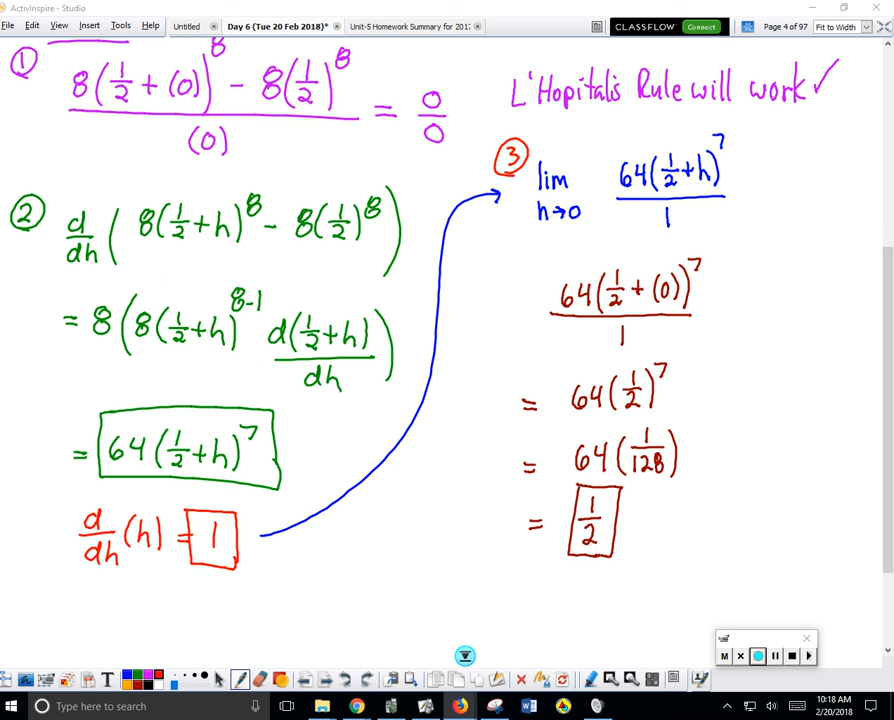 ActivInspire - Studio
File Edit View Insert Tools Help Untitled Day 6 (Tue 20 Feb 2018)* Unit-5 Homework Summary for 2017 CLASSFLOW Connect Page 4 of 97 Fit to Width
①
8(1/2 + (0))^8 - 8(1/2)^8 / (0) = 0/0
L'Hopital's Rule will work ✓
②
d/dh (8(1/2+h)^8 - 8(1/2)^8)
= 8(8(1/2+h)^8-1 d(1/2+h)/dh)
= 64(1/2+h)^7
d/dh (h) = 1
③
lim h→0 64(1/2+h)^7 / 1
64(1/2 + (0))^7 / 1
= 64(1/2)^7
= 64(1/128)
= 1/2
M
T
Type here to search
10:18 AM
2/20/2018